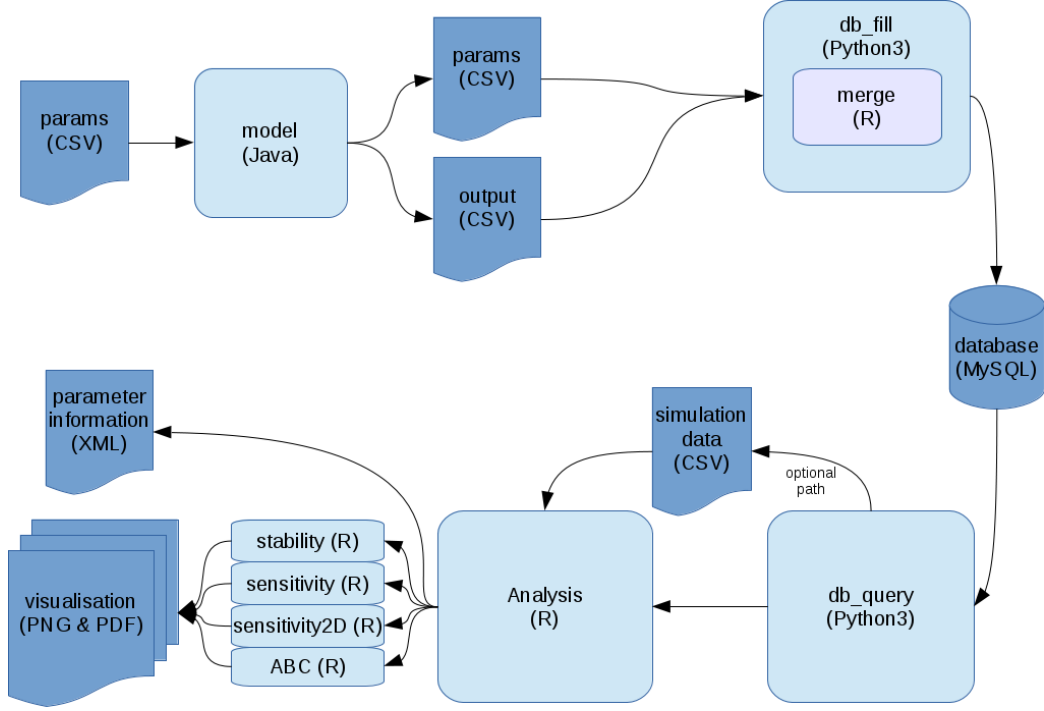 params
(CSV)
model
(Java)
params
(CSV)
output
(CSV)
db_fill
(Python3)
merge
(R)
database
(MySQL)
parameter
information
(XML)
simulation
data
(CSV)
optional
path
stability (R)
sensitivity (R)
sensitivity2D (R)
ABC (R)
visualisation
(PNG & PDF)
Analysis
(R)
db_query
(Python3)